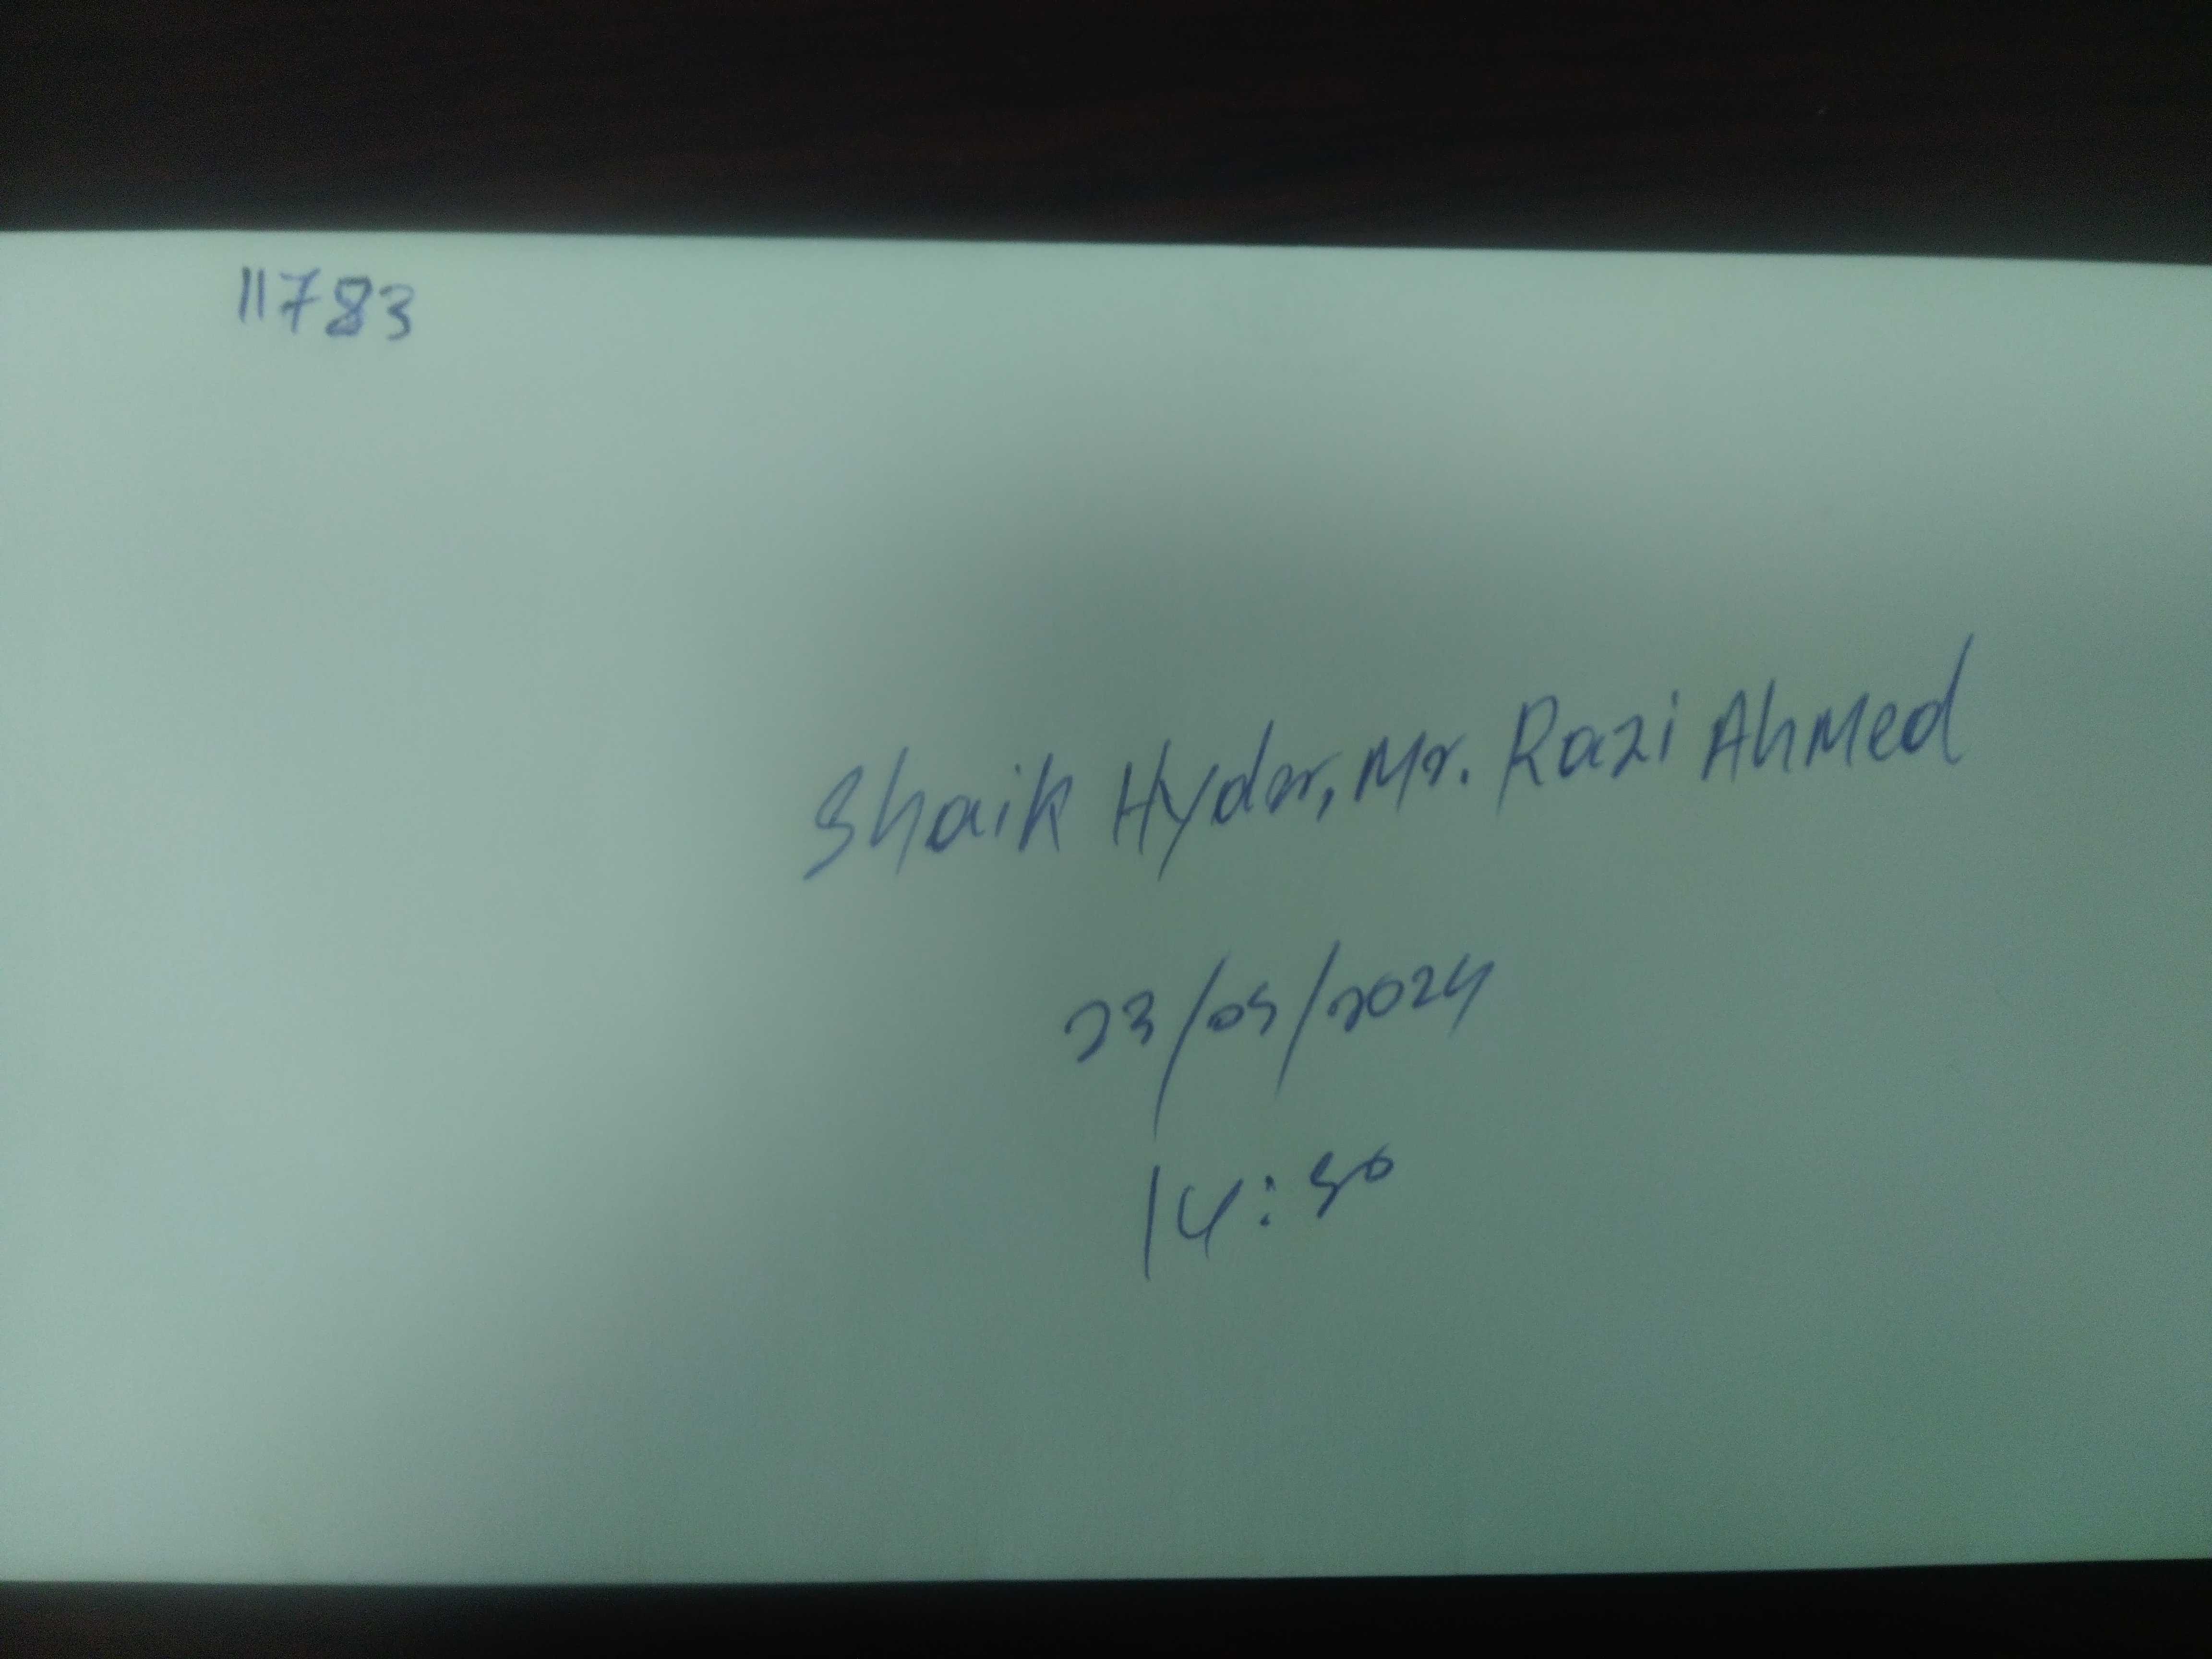 11783
Shaik Hyder, Mr. Razi Ahmed
23/05/2024
14:50